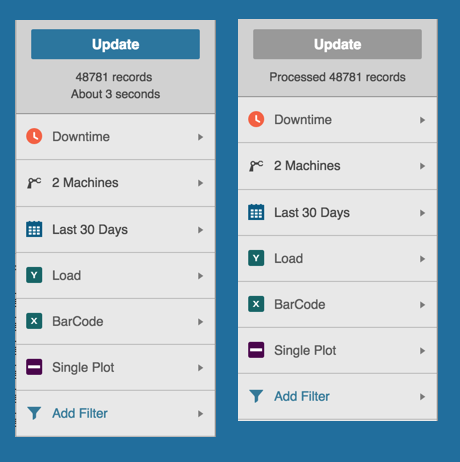 Update
48781 records
About 3 seconds
Downtime
2 Machines
Last 30 Days
Y Load
X BarCode
Single Plot
Add Filter
Update
Processed 48781 records
Downtime
2 Machines
Last 30 Days
Y Load
X BarCode
Single Plot
Add Filter